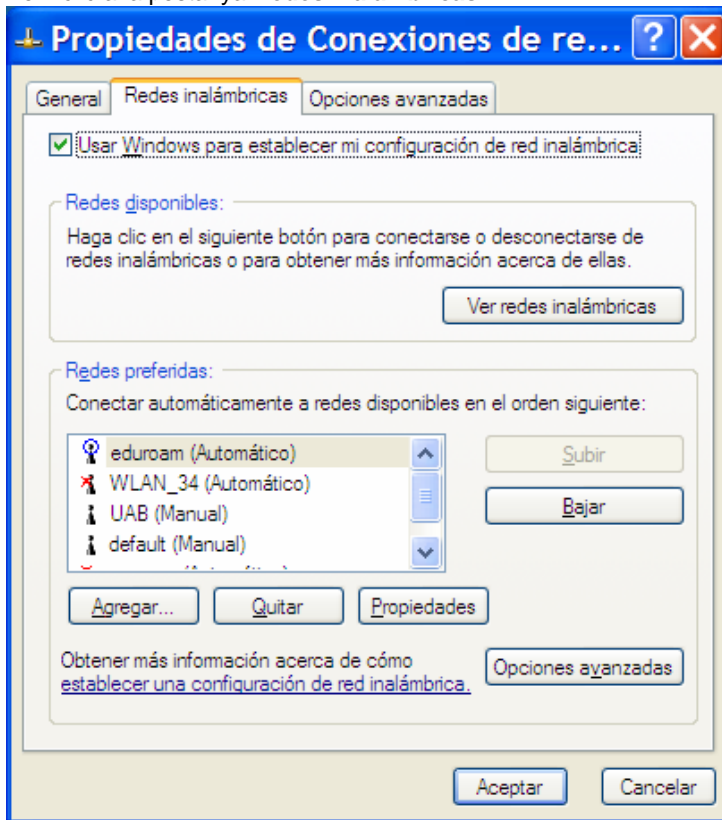 Propiedades de Conexiones de re...
General Redes inalámbricas Opciones avanzadas
Usar Windows para establecer mi configuración de red inalámbrica
Redes disponibles:
Haga clic en el siguiente botón para conectarse o desconectarse de
redes inalámbricas o para obtener más información acerca de ellas.
Ver redes inalámbricas
Redes preferidas:
Conectar automáticamente a redes disponibles en el orden siguiente:
eduroam (Automático)
WLAN_34 (Automático)
UAB (Manual)
default (Manual)
Subir
Bajar
Agregar... Quitar Propiedades
Obtener más información acerca de cómo
establecer una configuración de red inalámbrica.
Opciones avanzadas
Aceptar Cancelar